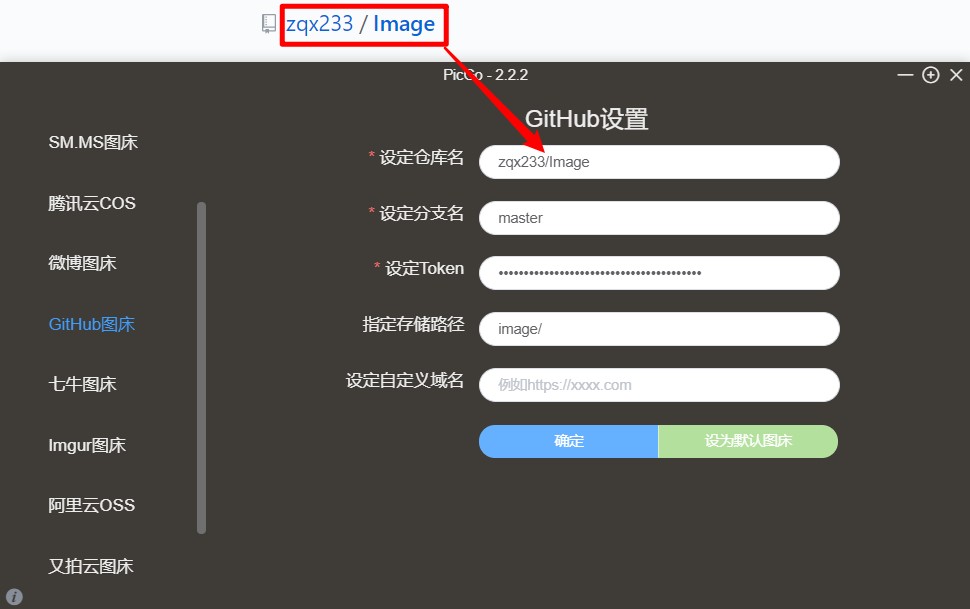 zqx233 / Image
PicGo - 2.2.2
GitHub设置
SM.MS图床
腾讯云COS
微博图床
GitHub图床
七牛图床
Imgur图床
阿里云OSS
又拍云图床
* 设定仓库名
zqx233/Image
* 设定分支名
master
* 设定Token
••••••••••••••••••••••••••••••••••••••••
指定存储路径
image/
设定自定义域名
例如https://xxxx.com
确定
设为默认图床